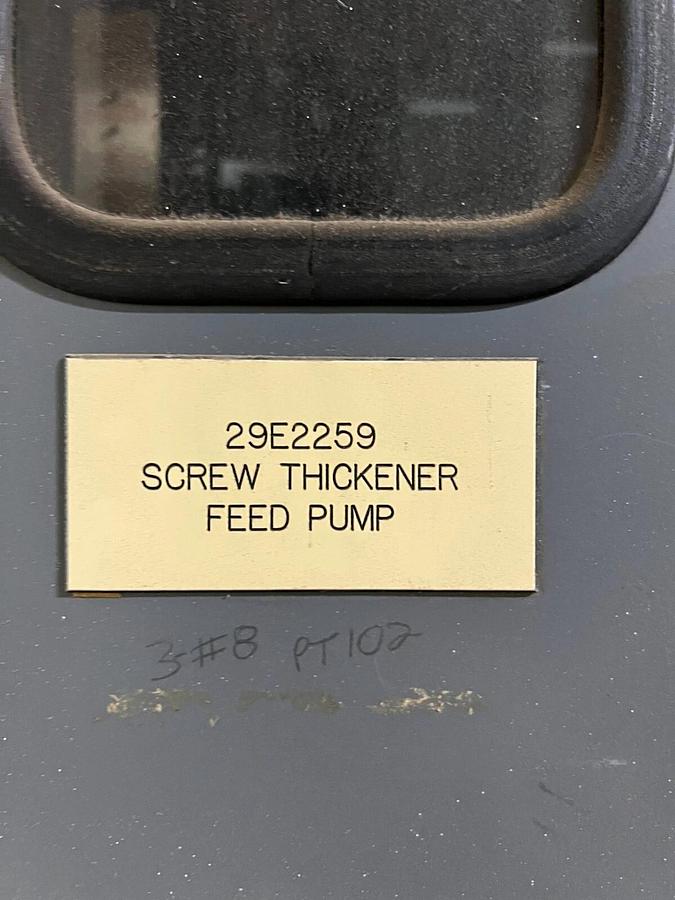 29E2259
SCREW THICKENER
FEED PUMP
3#8 PT102